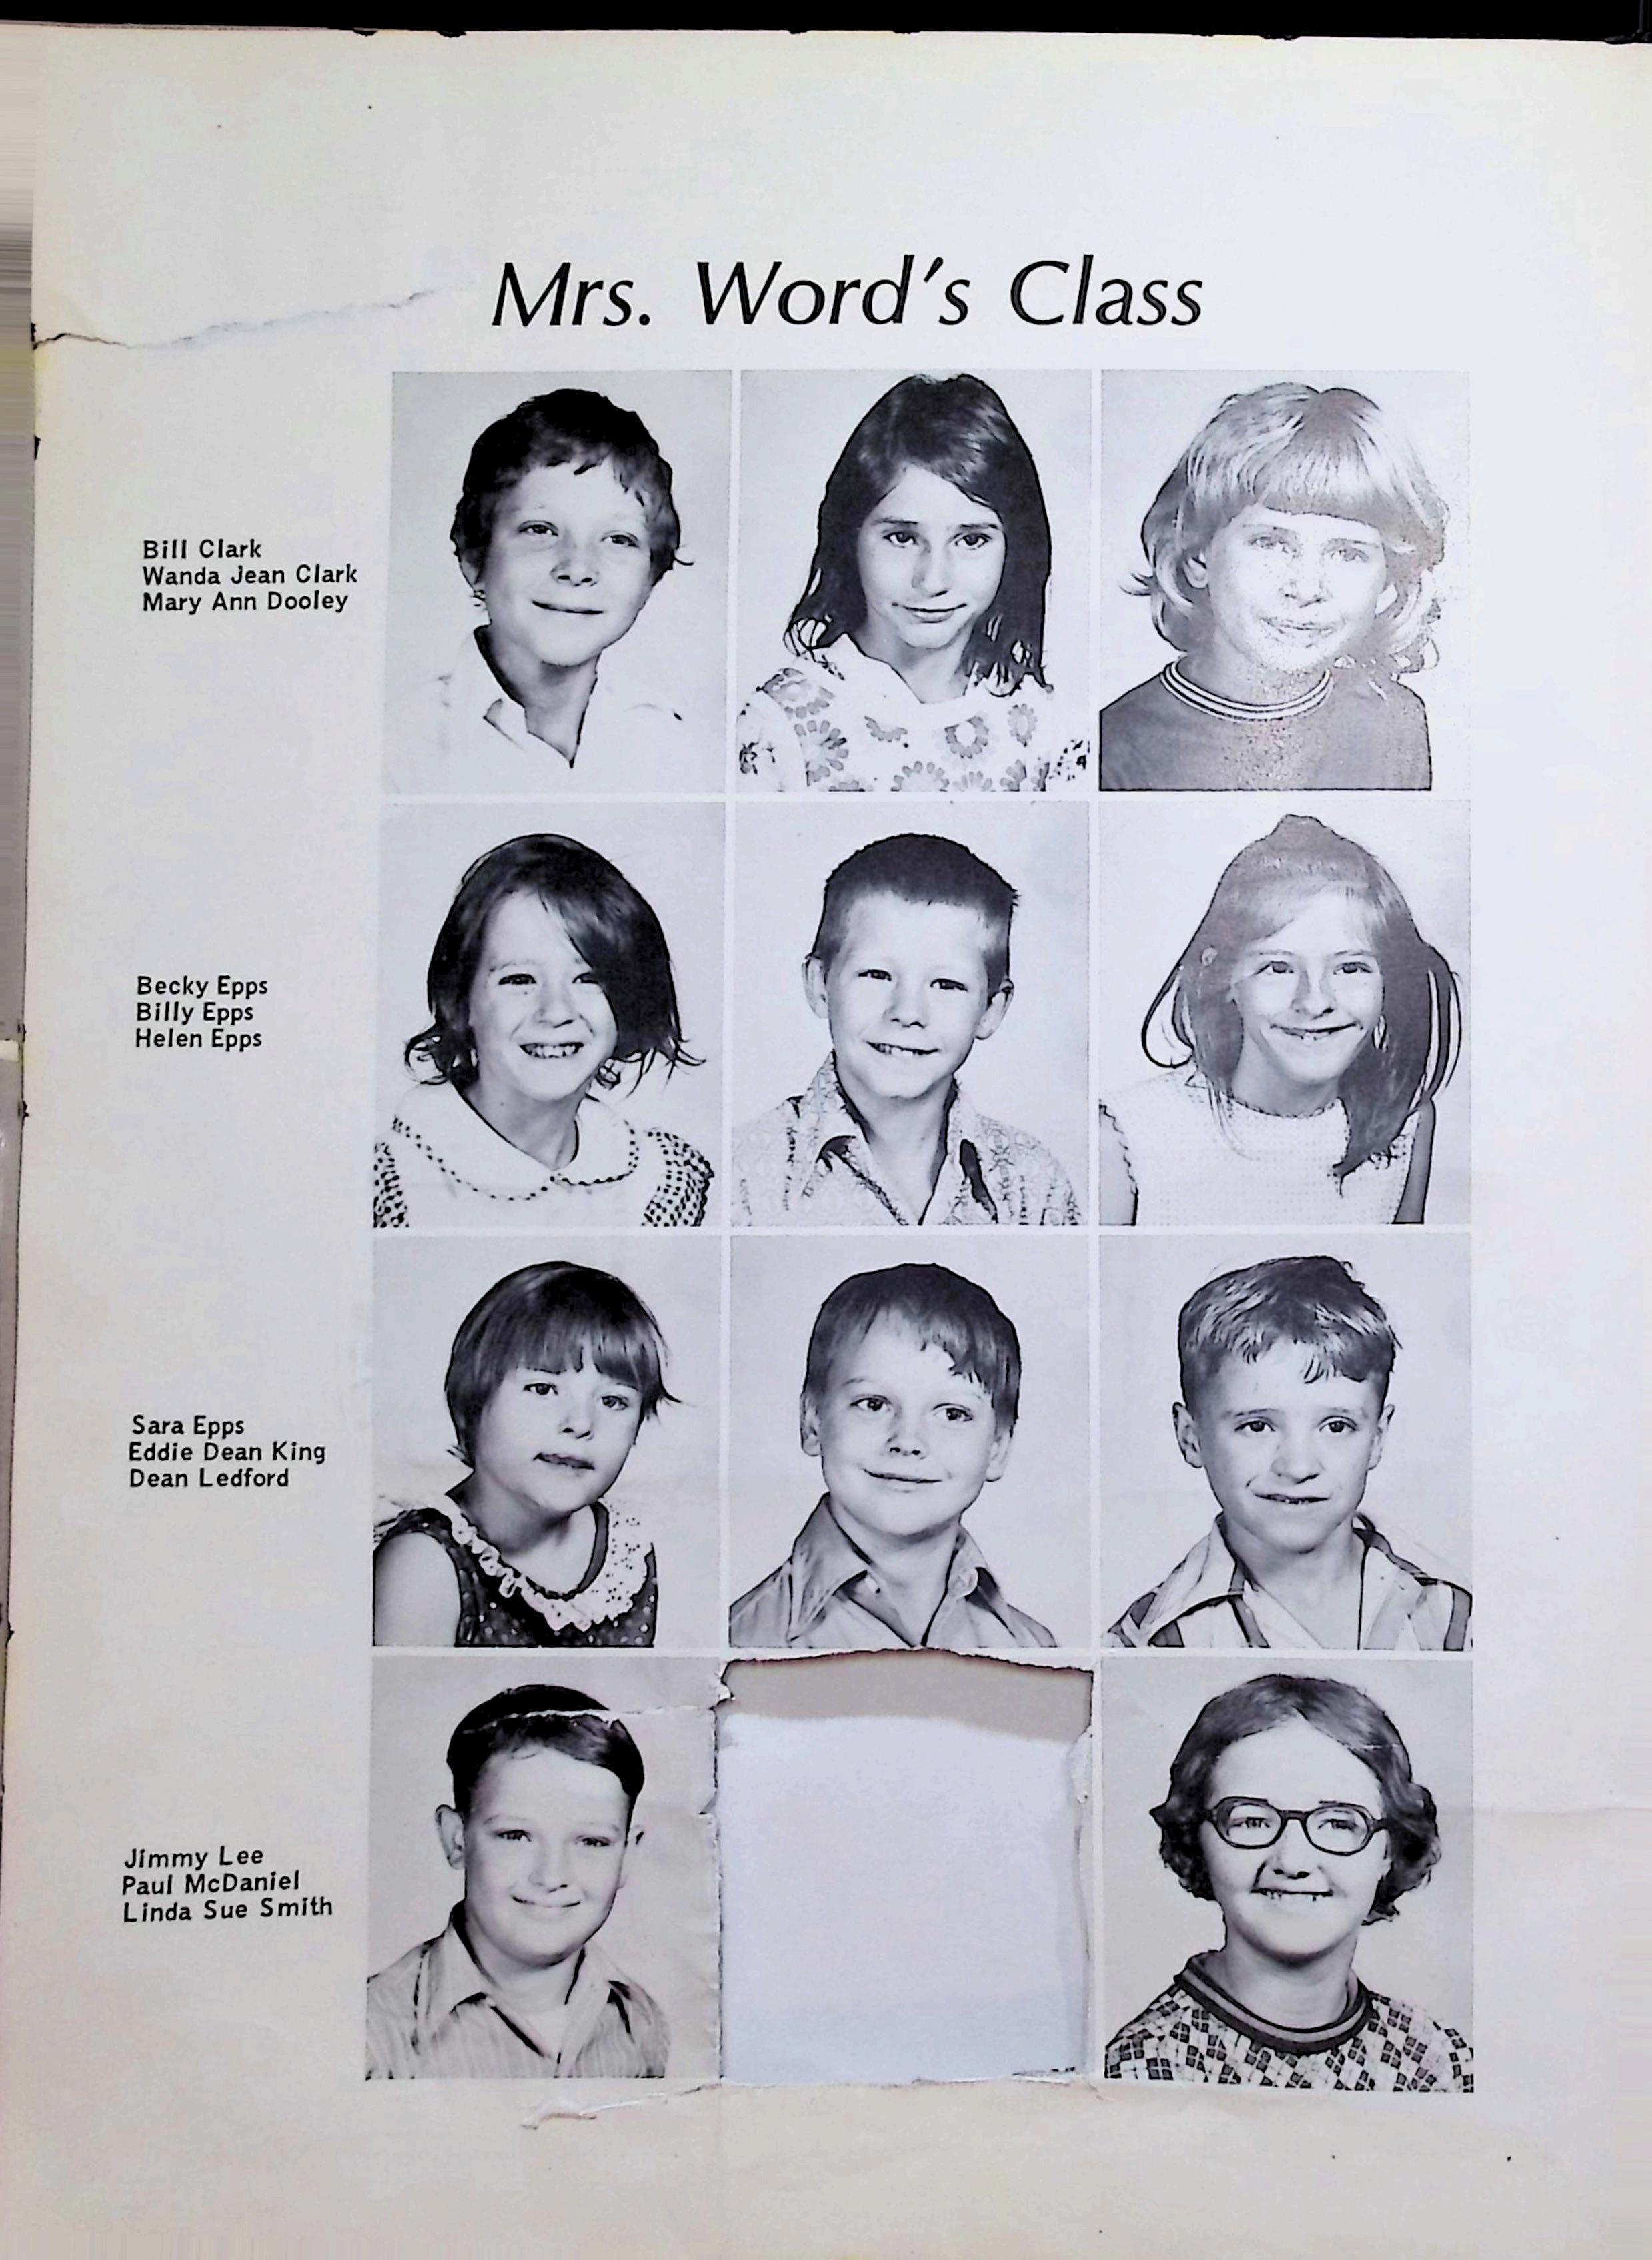 Mrs. Word's Class
Bill Clark
Wanda Jean Clark
Mary Ann Dooley
Becky Epps
Billy Epps
Helen Epps
Sara Epps
Eddie Dean King
Dean Ledford
Jimmy Lee
Paul McDaniel
Linda Sue Smith